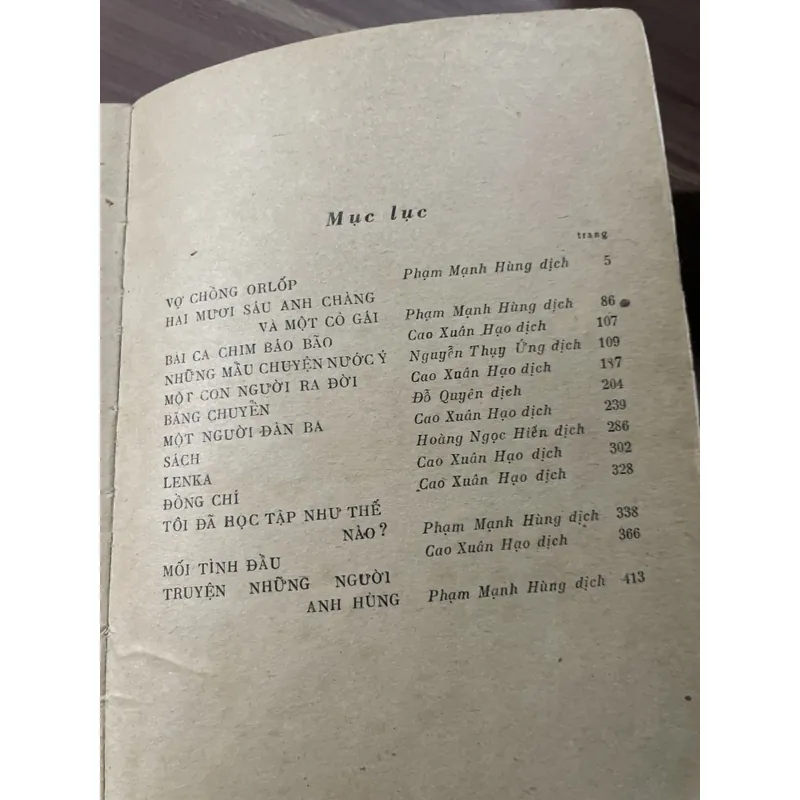 Mục lục
trang
VỢ CHỒNG ORLỐP Phạm Mạnh Hùng dịch 5
HAI MƯƠI SÁU ANH CHÀNG
VÀ MỘT CÔ GÁI Phạm Mạnh Hùng dịch 86
BÀI CA CHIM BÁO BÃO Cao Xuân Hạo dịch 107
NHỮNG MẨU CHUYỆN NƯỚC Ý Nguyễn Thụy Ứng dịch 109
MỘT CON NGƯỜI RA ĐỜI Cao Xuân Hạo dịch 187
BĂNG CHUYỂN Đỗ Quyên dịch 204
MỘT NGƯỜI ĐÀN BÀ Cao Xuân Hạo dịch 239
SÁCH Hoàng Ngọc Hiến dịch 286
LENKA Cao Xuân Hạo dịch 302
ĐỒNG CHÍ Cao Xuân Hạo dịch 328
TÔI ĐÃ HỌC TẬP NHƯ THẾ
NÀO? Phạm Mạnh Hùng dịch 338
MỐI TÌNH ĐẦU Cao Xuân Hạo dịch 366
TRUYỆN NHỮNG NGƯỜI
ANH HÙNG Phạm Mạnh Hùng dịch 413